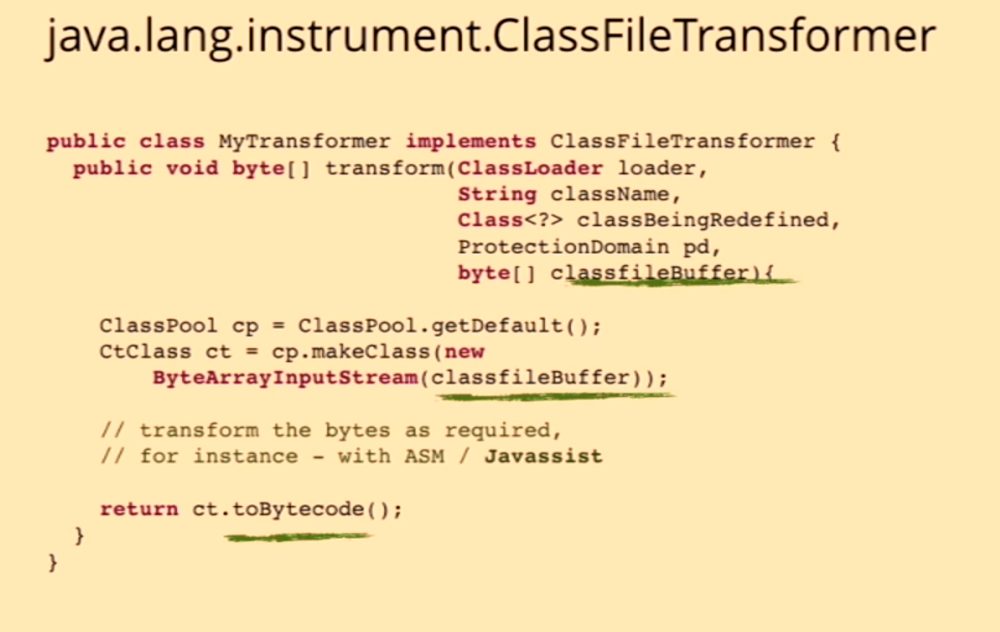 java.lang.instrument.ClassFileTransformer
public class MyTransformer implements ClassFileTransformer {
public void byte[] transform(ClassLoader loader,
String className,
Class<?> classBeingRedefined,
ProtectionDomain pd,
byte[] classfileBuffer){
ClassPool cp = ClassPool.getDefault();
CtClass ct = cp.makeClass(new
ByteArrayInputStream(classfileBuffer));
// transform the bytes as required,
// for instance - with ASM / Javassist
return ct.toBytecode();
}
}